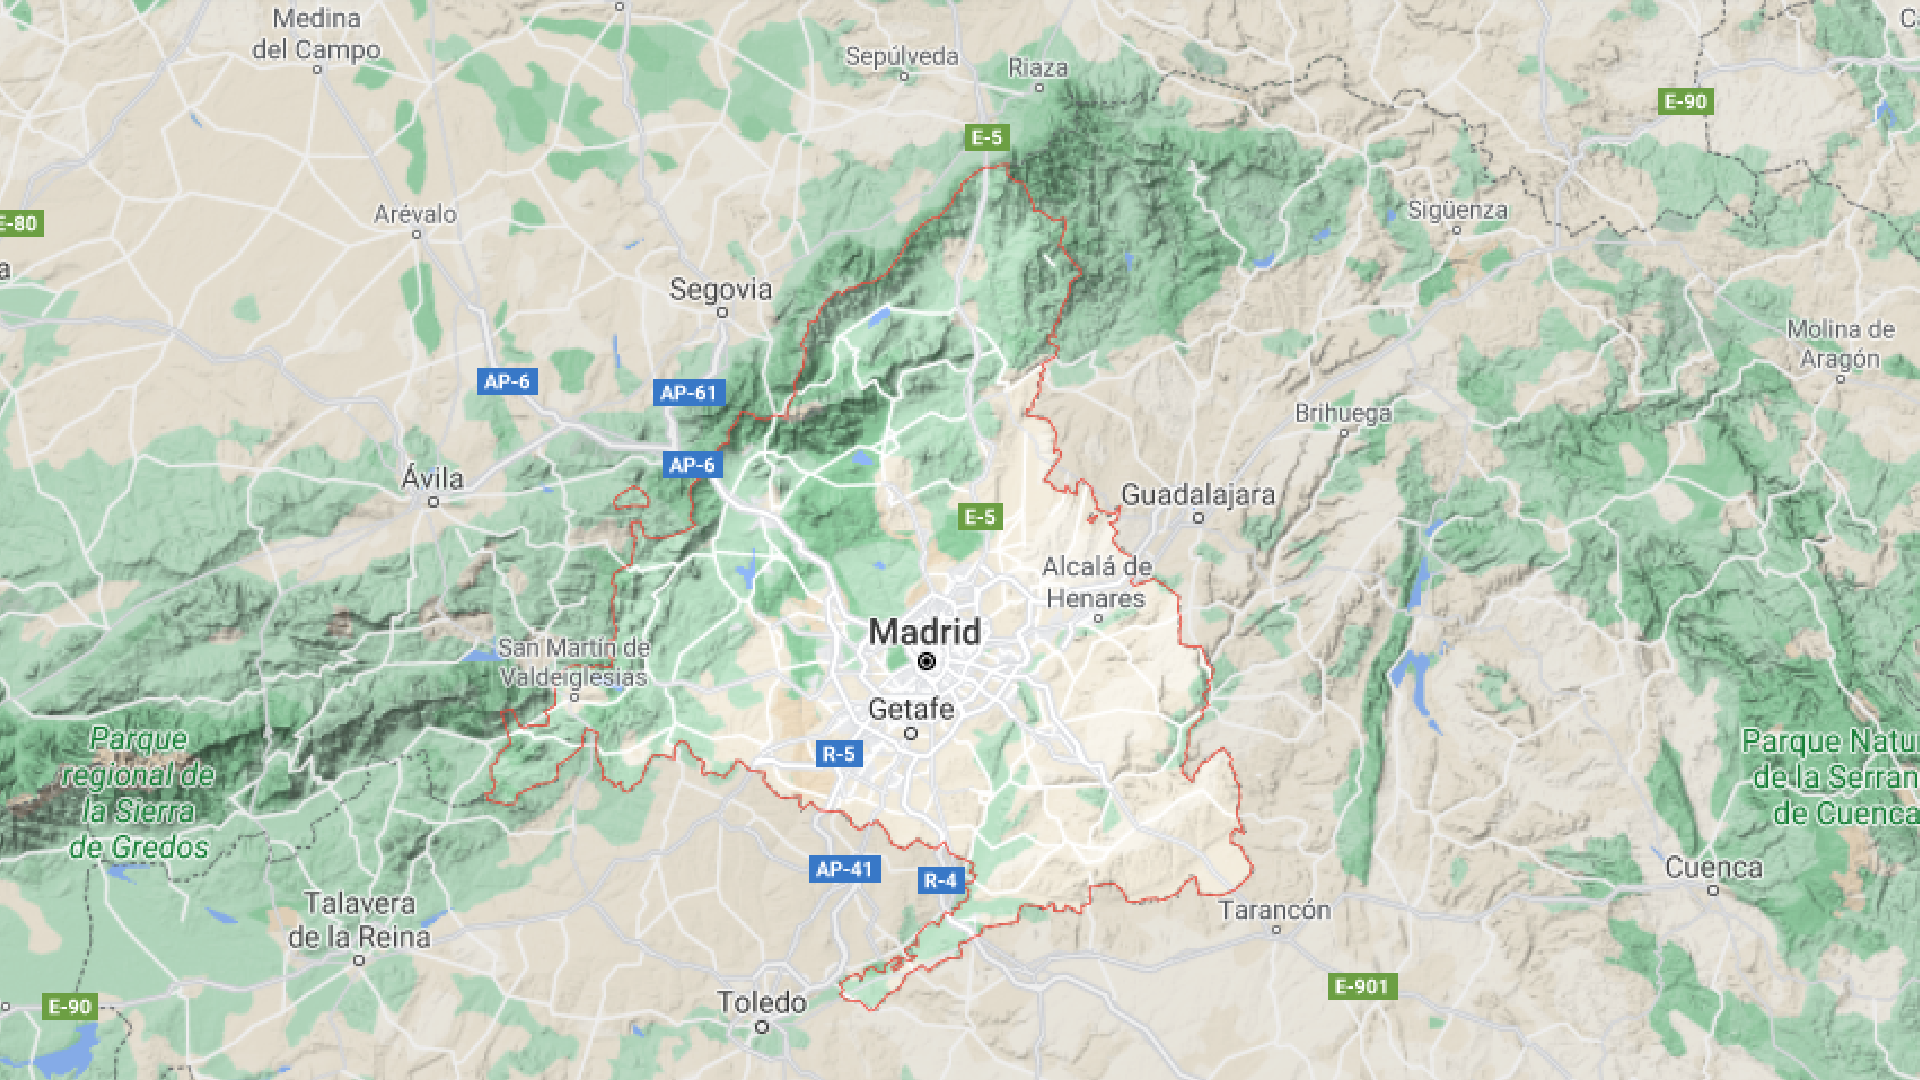 Medina
del Campo
Sepúlveda
Riaza
E-90
E-5
Arévalo
Sigüenza
E-80
a
Segovia
Molina de
Aragón
AP-6
AP-61
Brihuega
AP-6
Ávila
Guadalajara
E-5
Alcalá de
Henares
Madrid
San Martín de
Valdeiglesias
Getafe
Parque
regional de
la Sierra
de Gredos
R-5
Parque Natu
de la Serran
de Cuenca
AP-41
R-4
Cuenca
Talavera
de la Reina
Tarancón
E-901
E-90
Toledo